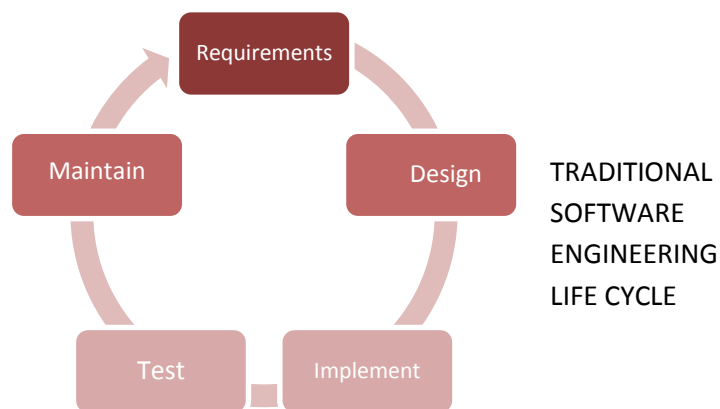 Requirements
Maintain
Design
Test
Implement
TRADITIONAL
SOFTWARE
ENGINEERING
LIFE CYCLE